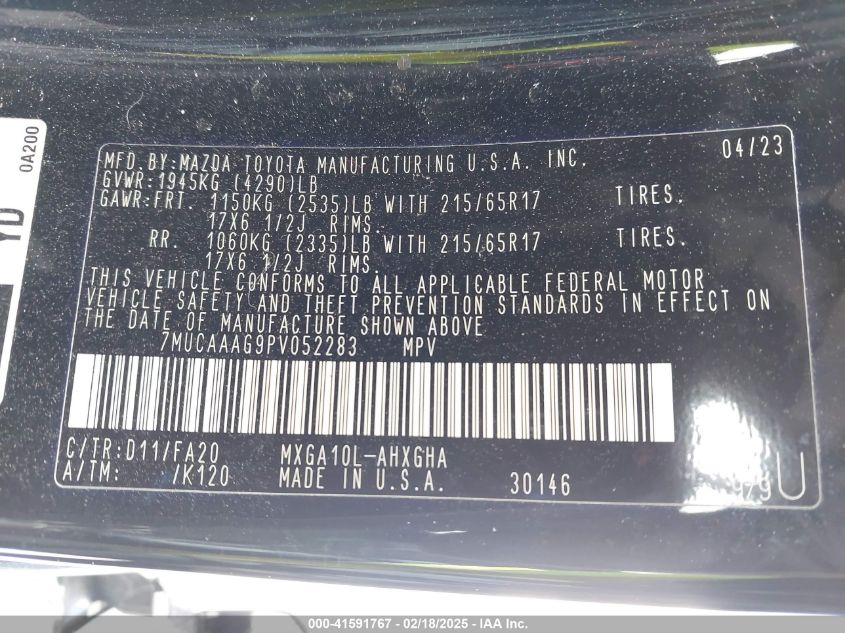 0A200
YD
MFD.BY:MAZDA TOYOTA MANUFACTURING U.S.A. INC. 04/23
GVWR:1945KG (4290)LB
GAWR:FRT. 1150KG (2535)LB WITH 215/65R17 TIRES.
17X6 1/2J RIMS.
RR. 1060KG (2335)LB WITH 215/65R17 TIRES.
17X6 1/2J RIMS.
THIS VEHICLE CONFORMS TO ALL APPLICABLE FEDERAL MOTOR
VEHICLE SAFETY AND THEFT PREVENTION STANDARDS IN EFFECT ON
THE DATE OF MANUFACTURE SHOWN ABOVE
7MUCAAAG9PV052283 MPV
C/TR:D11/FA20 MXGA10L-AHXGHA
A/TM: /K120 MADE IN U.S.A. 30146 U
000-41591767 - 02/18/2025 - IAA Inc.